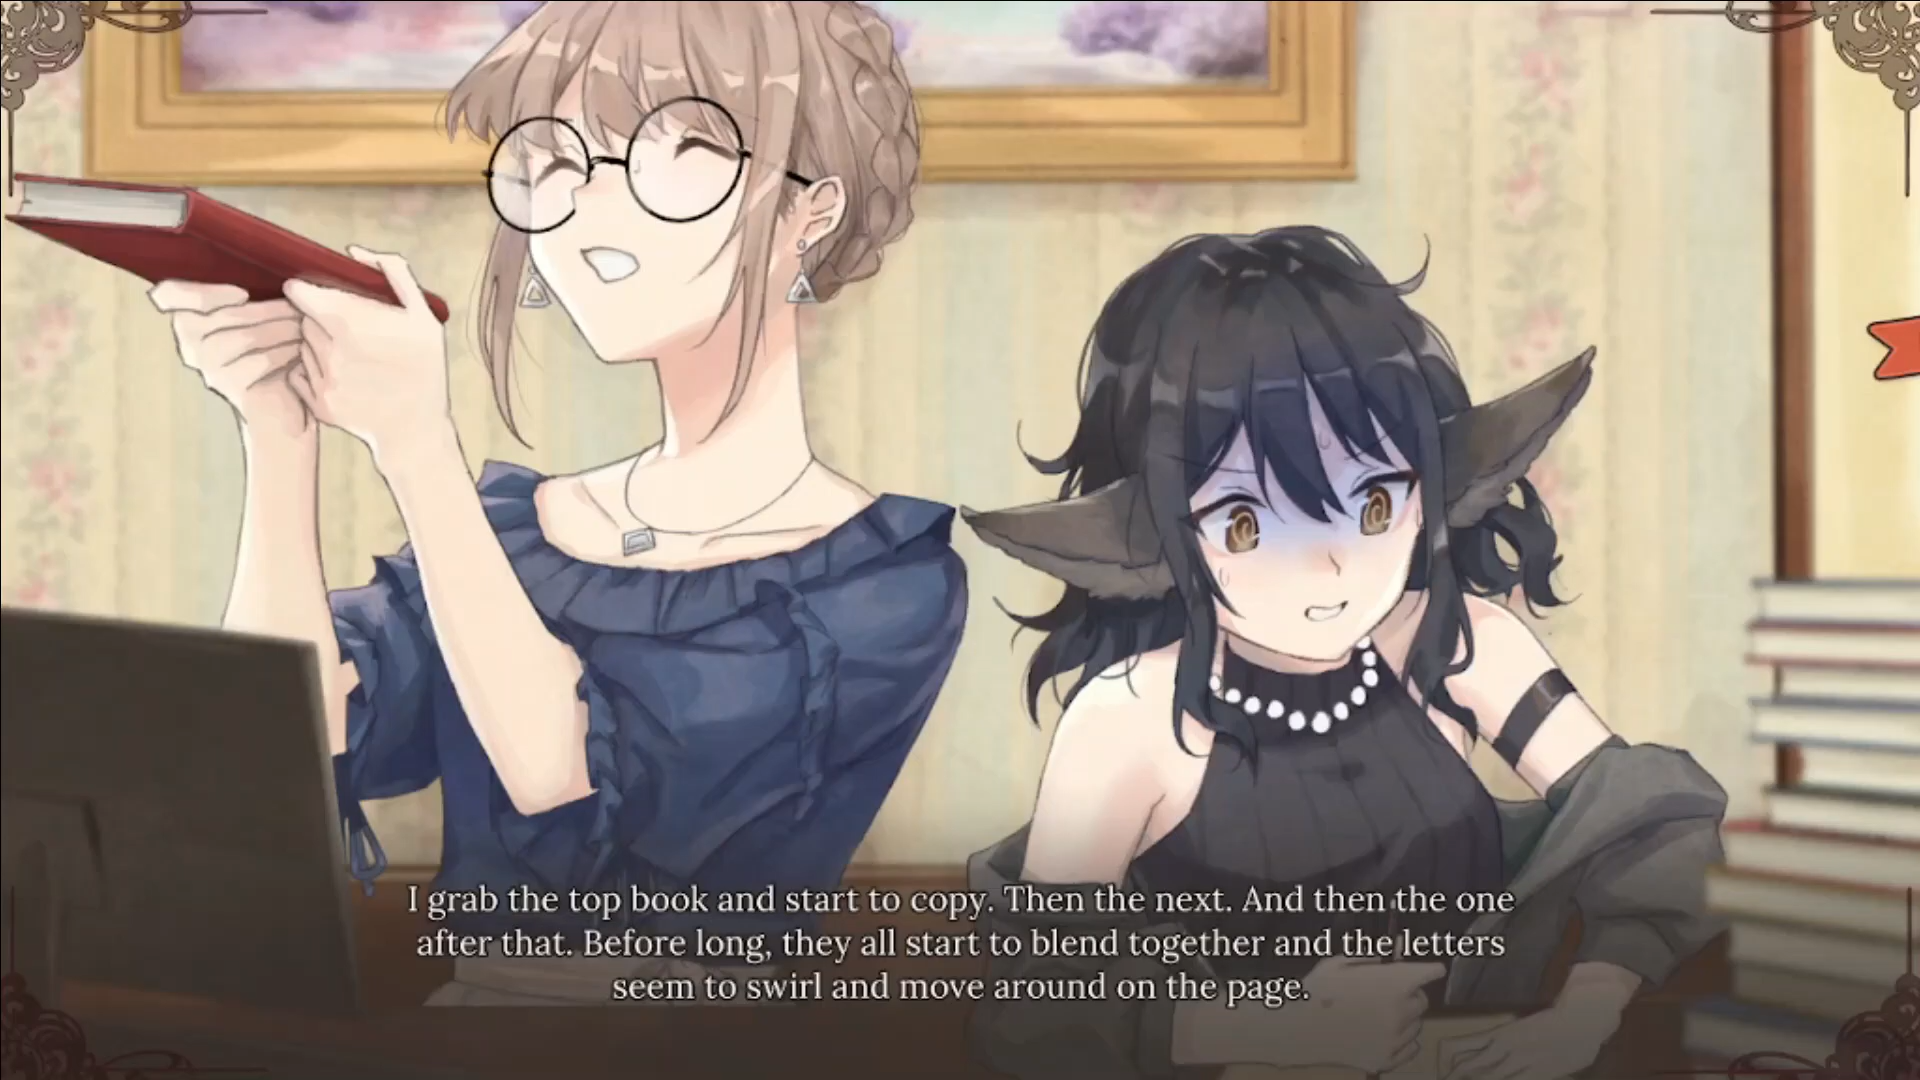 I grab the top book and start to copy. Then the next. And then the one
after that. Before long, they all start to blend together and the letters
seem to swirl and move around on the page.